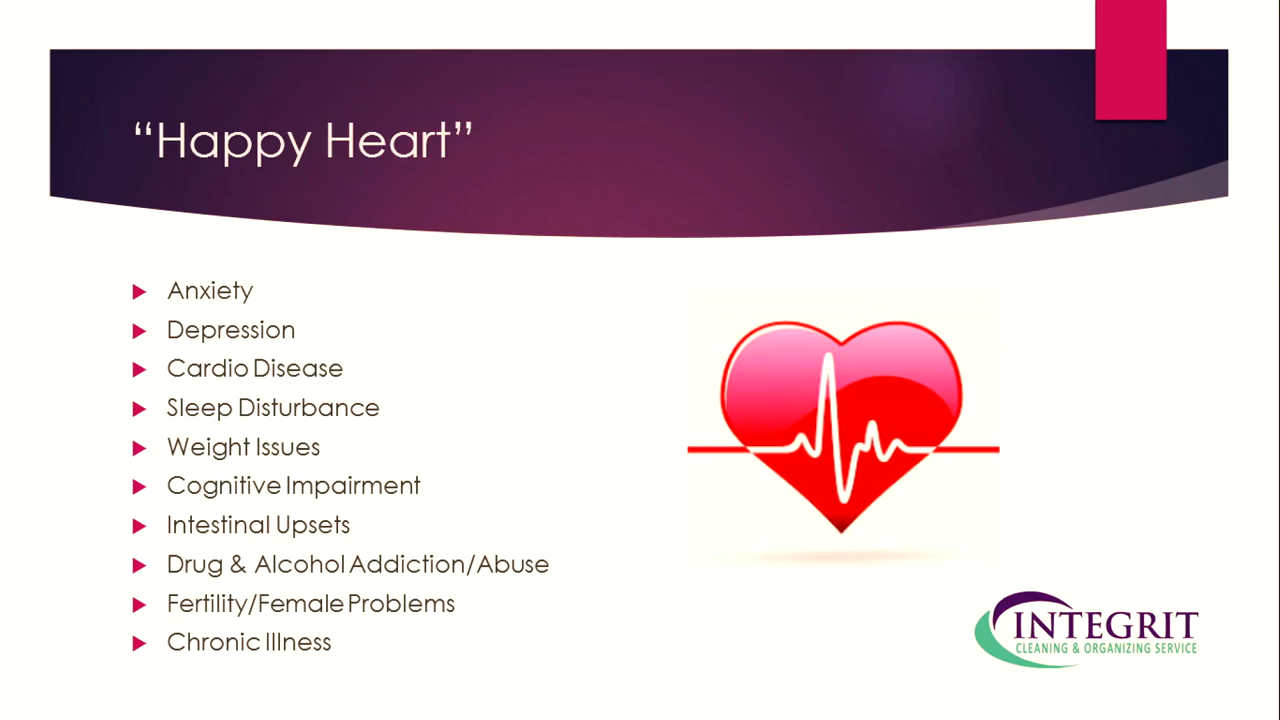 “Happy Heart”
Anxiety
Depression
Cardio Disease
Sleep Disturbance
Weight Issues
Cognitive Impairment
Intestinal Upsets
Drug & Alcohol Addiction/Abuse
Fertility/Female Problems
Chronic Illness
INTEGRIT
CLEANING & ORGANIZING SERVICE